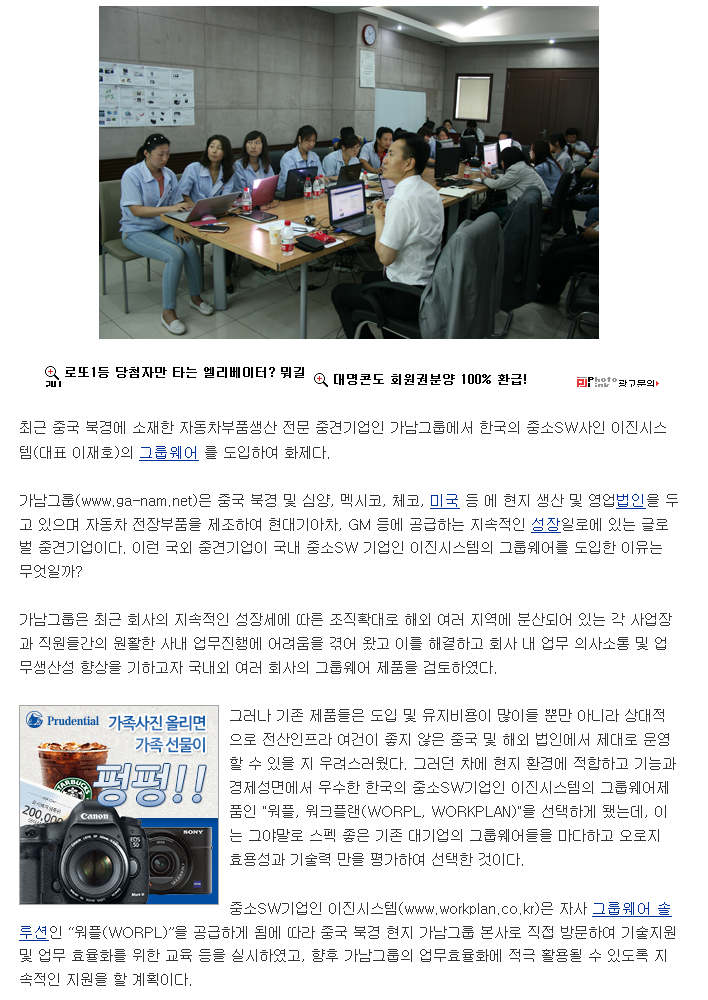 로또1등 당첨자만 타는 엘리베이터? 뭐길
래!
대명콘도 회원권분양 100% 환급!
Photo
ink 광고문의
최근 중국 북경에 소재한 자동차부품생산 전문 중견기업인 가남그룹에서 한국의 중소SW사인 이진시스
템(대표 이재호)의 그룹웨어 를 도입하여 화제다.
가남그룹(www.ga-nam.net)은 중국 북경 및 심양, 멕시코, 체코, 미국 등 에 현지 생산 및 영업법인을 두
고 있으며 자동차 전장부품을 제조하여 현대기아차, GM 등에 공급하는 지속적인 성장일로에 있는 글로
벌 중견기업이다. 이런 국외 중견기업이 국내 중소SW 기업인 이진시스템의 그룹웨어를 도입한 이유는
무엇일까?
가남그룹은 최근 회사의 지속적인 성장세에 따른 조직확대로 해외 여러 지역에 분산되어 있는 각 사업장
과 직원들간의 원활한 사내 업무진행에 어려움을 겪어 왔고 이를 해결하고 회사 내 업무 의사소통 및 업
무생산성 향상을 기하고자 국내외 여러 회사의 그룹웨어 제품을 검토하였다.
Prudential 가족사진 올리면
가족 선물이
펑펑!!
STARBUCKS
200,000
Canon
EOS
5D
Mark III
SONY
그러나 기존 제품들은 도입 및 유지비용이 많이들 뿐만 아니라 상대적
으로 전산인프라 여건이 좋지 않은 중국 및 해외 법인에서 제대로 운영
할 수 있을 지 우려스러웠다. 그러던 차에 현지 환경에 적합하고 기능과
경제성면에서 우수한 한국의 중소SW기업인 이진시스템의 그룹웨어제
품인 "워플, 워크플랜(WORPL, WORKPLAN)"을 선택하게 됐는데, 이
는 그야말로 스펙 좋은 기존 대기업의 그룹웨어들을 마다하고 오로지
효용성과 기술력 만을 평가하여 선택한 것이다.
중소SW기업인 이진시스템(www.workplan.co.kr)은 자사 그룹웨어 솔
루션인 “워플(WORPL)”을 공급하게 됨에 따라 중국 북경 현지 가남그룹 본사로 직접 방문하여 기술지원
및 업무 효율화를 위한 교육 등을 실시하였고, 향후 가남그룹의 업무효율화에 적극 활용될 수 있도록 지
속적인 지원을 할 계획이다.